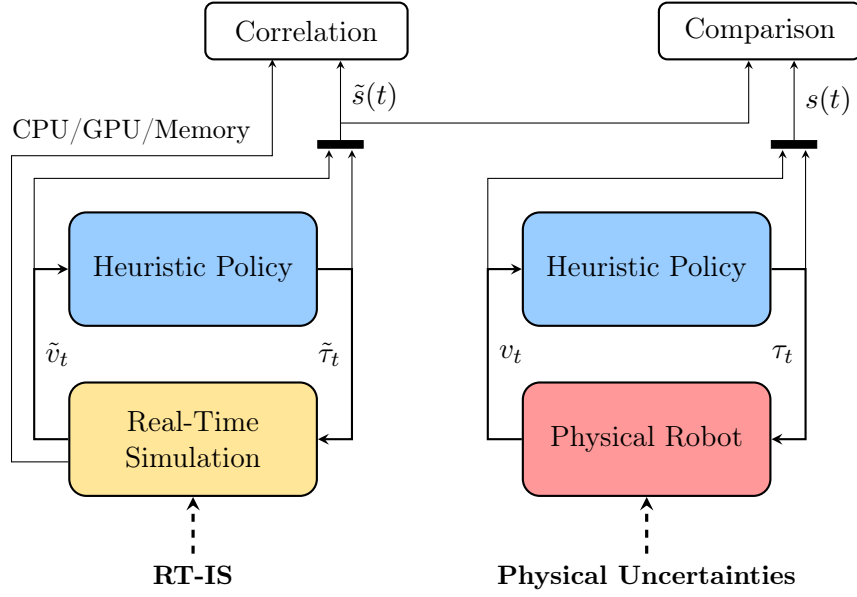 Correlation
Comparison
s̃(t)
s(t)
CPU/GPU/Memory
Heuristic Policy
Heuristic Policy
ṽₜ
τ̃ₜ
vₜ
τₜ
Real-Time
Simulation
Physical Robot
RT-IS
Physical Uncertainties